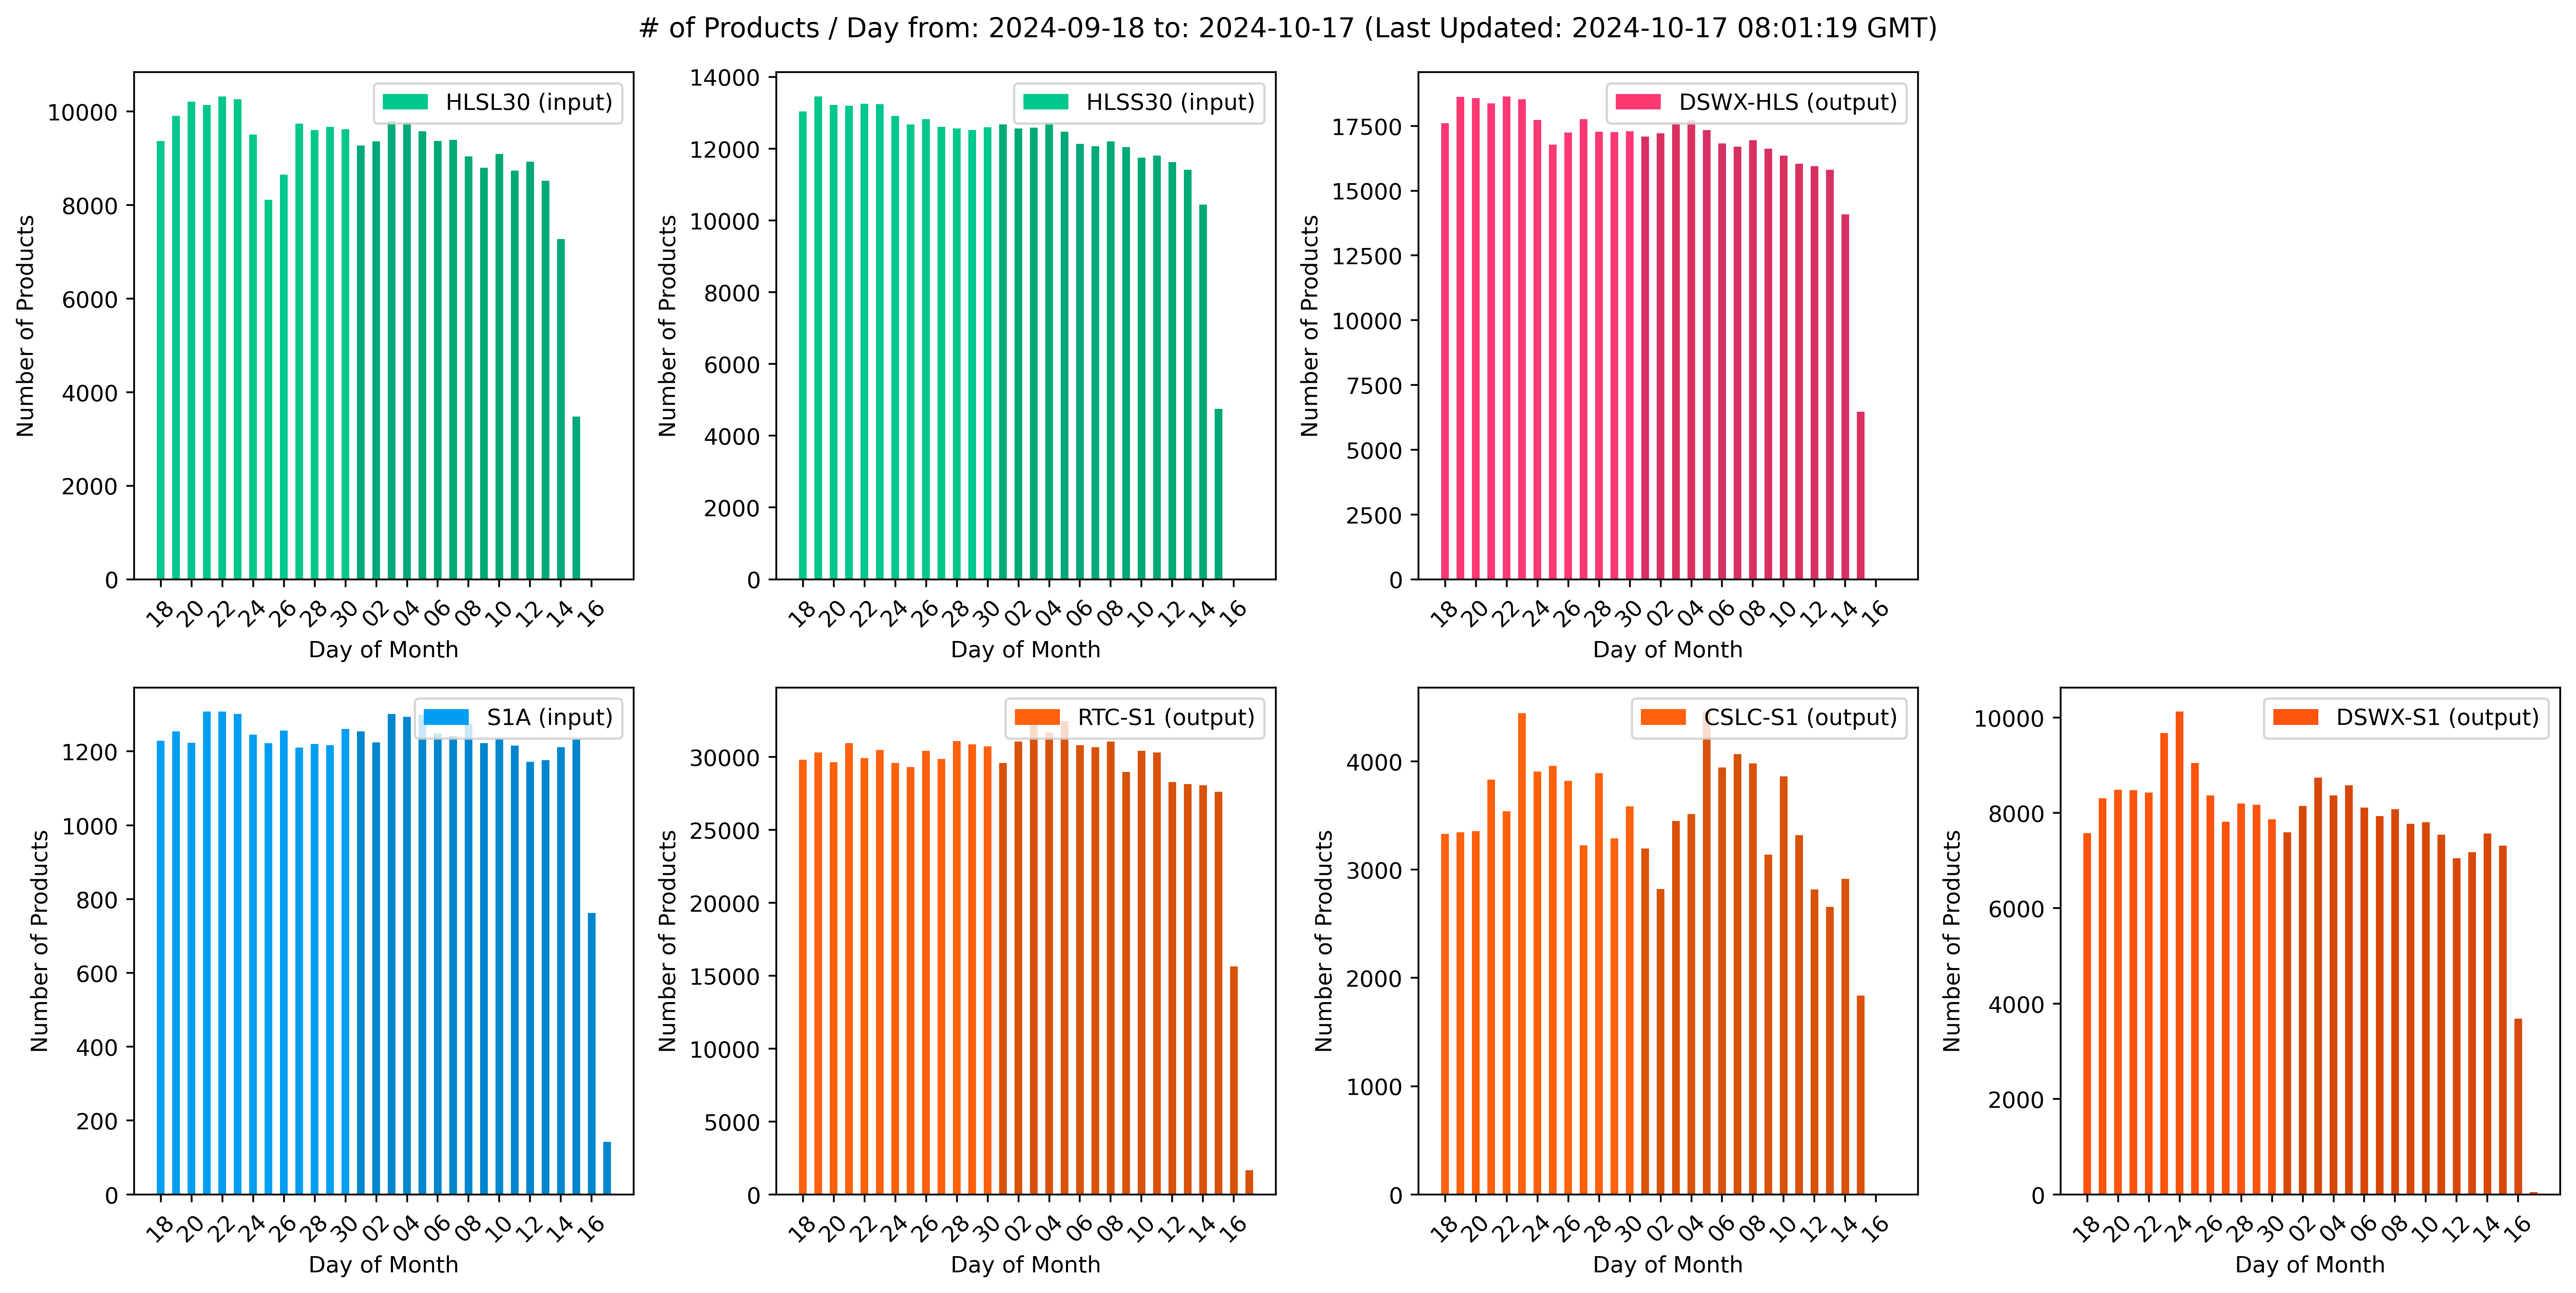 # of Products / Day from: 2024-09-18 to: 2024-10-17 (Last Updated: 2024-10-17 08:01:19 GMT)
HLSL30 (input)
Number of Products
10000
8000
6000
4000
2000
0
18 20 22 24 26 28 30 02 04 06 08 10 12 14 16
Day of Month
HLSS30 (input)
Number of Products
14000
12000
10000
8000
6000
4000
2000
0
18 20 22 24 26 28 30 02 04 06 08 10 12 14 16
Day of Month
DSWX-HLS (output)
Number of Products
17500
15000
12500
10000
7500
5000
2500
0
18 20 22 24 26 28 30 02 04 06 08 10 12 14 16
Day of Month
S1A (input)
Number of Products
1200
1000
800
600
400
200
0
18 20 22 24 26 28 30 02 04 06 08 10 12 14 16
Day of Month
RTC-S1 (output)
Number of Products
30000
25000
20000
15000
10000
5000
0
18 20 22 24 26 28 30 02 04 06 08 10 12 14 16
Day of Month
CSLC-S1 (output)
Number of Products
4000
3000
2000
1000
0
18 20 22 24 26 28 30 02 04 06 08 10 12 14 16
Day of Month
DSWX-S1 (output)
Number of Products
10000
8000
6000
4000
2000
0
18 20 22 24 26 28 30 02 04 06 08 10 12 14 16
Day of Month